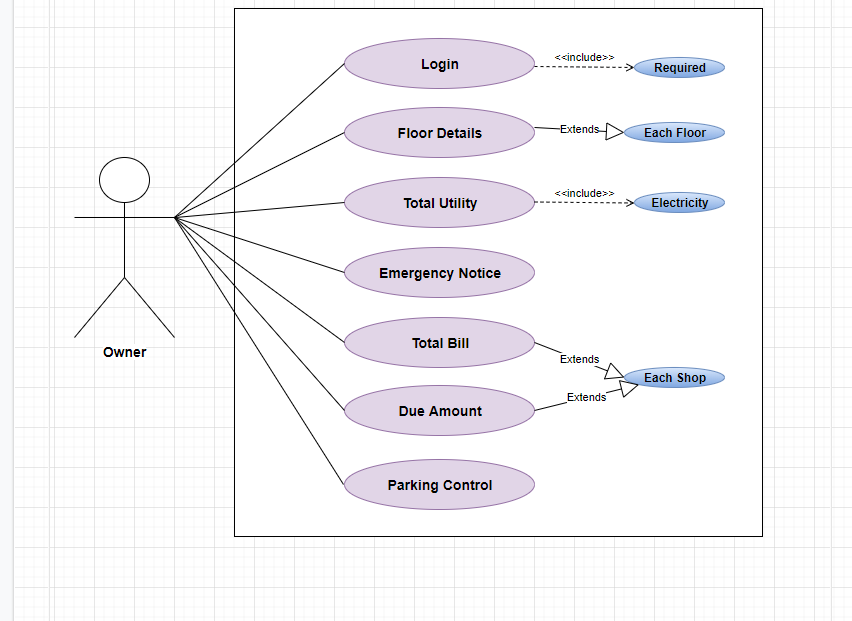 Login
<<include>>
Required
Floor Details
Extends
Each Floor
Total Utility
<<include>>
Electricity
Emergency Notice
Owner
Total Bill
Extends
Each Shop
Due Amount
Extends
Parking Control